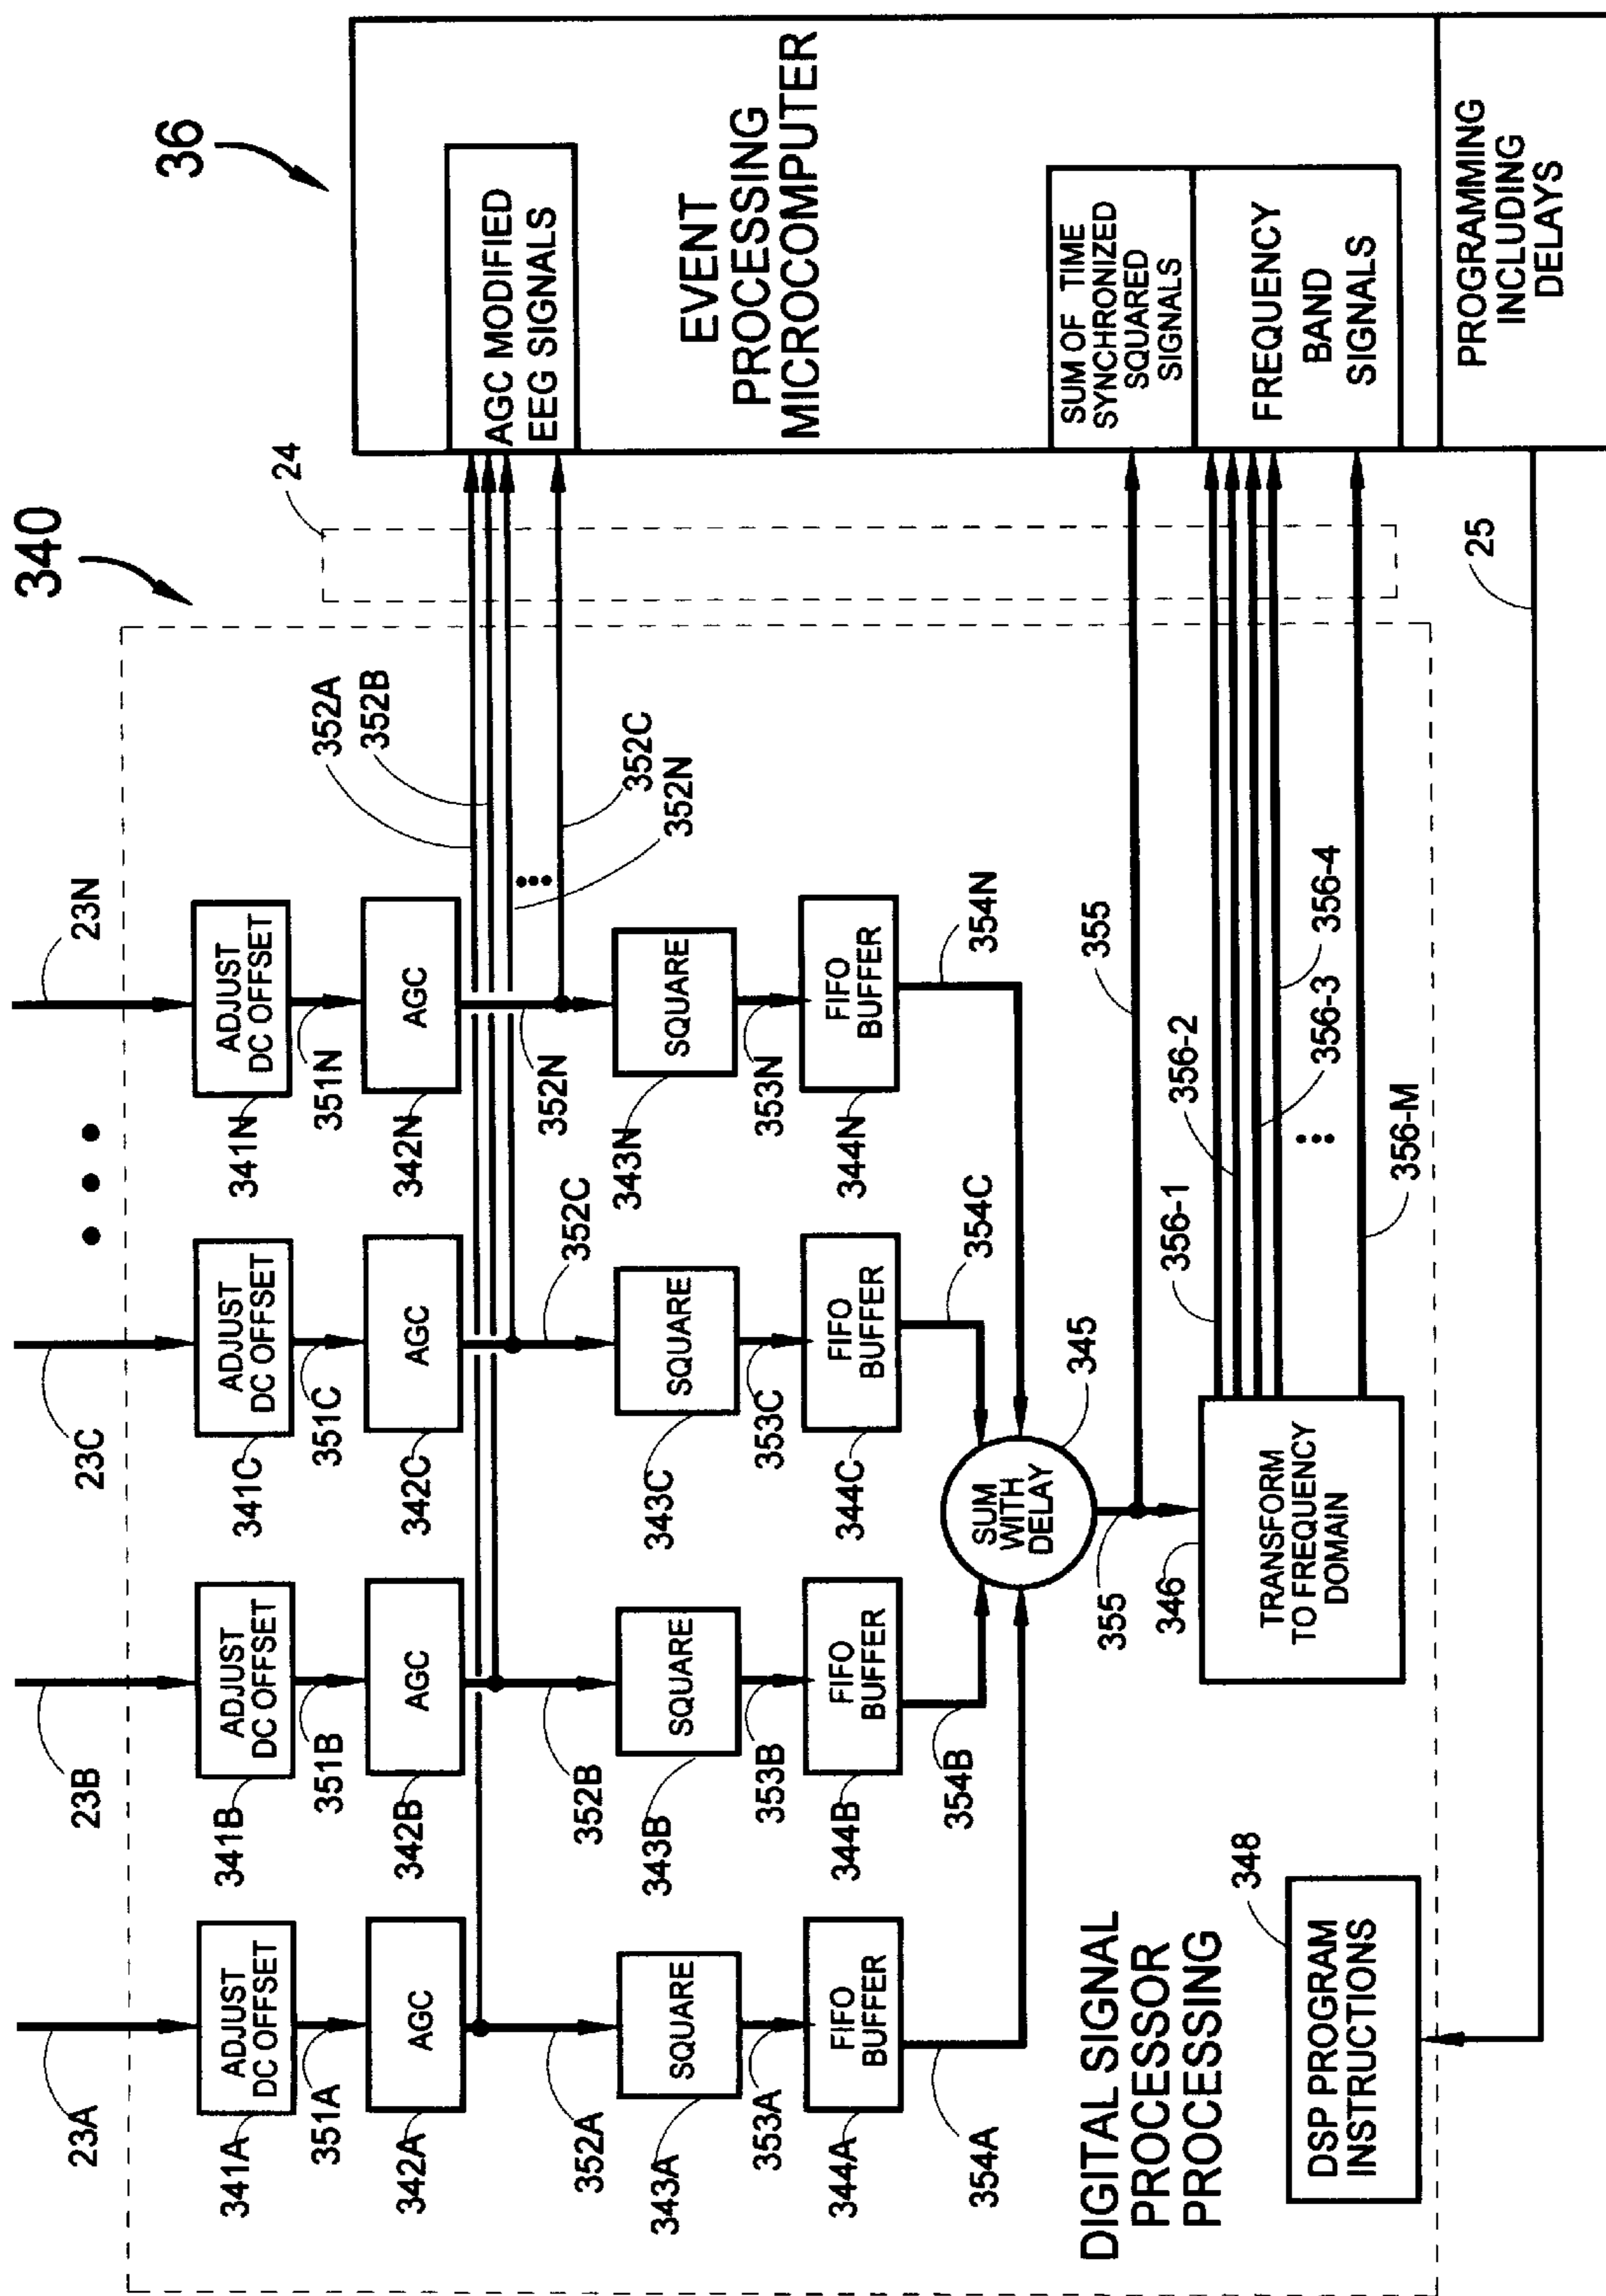 340
36
23A
23B
23C
• • •
23N
24
ADJUST
DC OFFSET
ADJUST
DC OFFSET
ADJUST
DC OFFSET
ADJUST
DC OFFSET
341A
341B
341C
341N
351A
351B
351C
351N
AGC
AGC
AGC
AGC
342A
342B
342C
342N
352A
352B
352C
352N
AGC MODIFIED
EEG SIGNALS
352A
352B
352C
352N
EVENT
PROCESSING
MICROCOMPUTER
SQUARE
SQUARE
SQUARE
SQUARE
343A
343B
343C
343N
353A
353B
353C
353N
FIFO
BUFFER
FIFO
BUFFER
FIFO
BUFFER
FIFO
BUFFER
344A
344B
344C
344N
354A
354B
354C
354N
SUM
WITH
DELAY
345
355
355
SUM OF TIME
SYNCHRONIZED
SQUARED
SIGNALS
346
TRANSFORM
TO FREQUENCY
DOMAIN
356-1
356-2
356-3
356-4
356-M
FREQUENCY
BAND
SIGNALS
DIGITAL SIGNAL
PROCESSOR
PROCESSING
348
DSP PROGRAM
INSTRUCTIONS
25
PROGRAMMING
INCLUDING
DELAYS